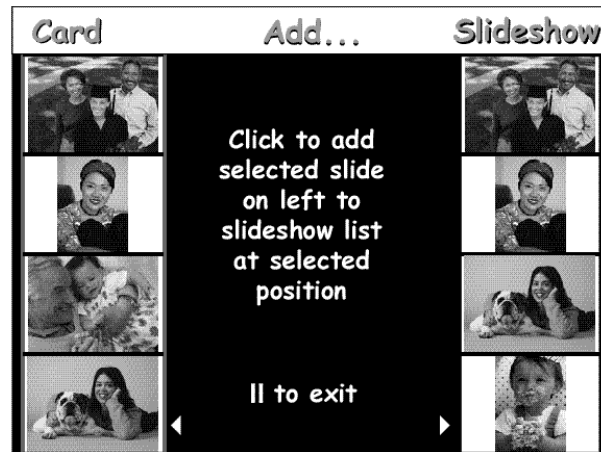 Card Add... Slideshow
Click to add
selected slide
on left to
slideshow list
at selected
position
II to exit